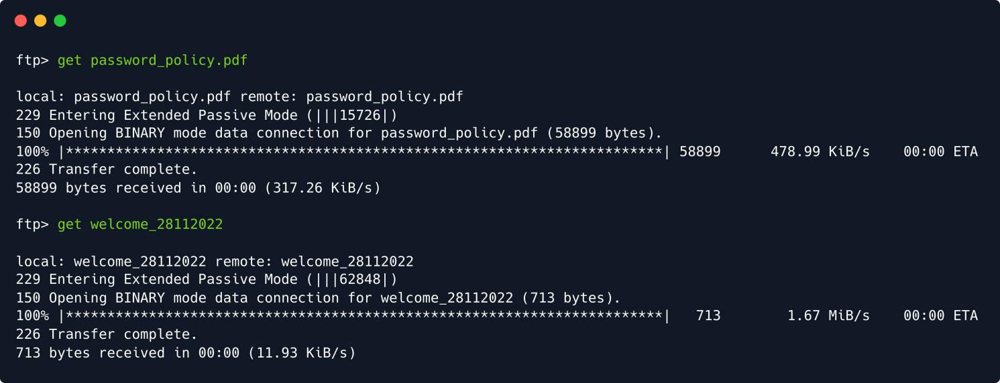 ftp> get password_policy.pdf
local: password_policy.pdf remote: password_policy.pdf
229 Entering Extended Passive Mode (|||15726|)
150 Opening BINARY mode data connection for password_policy.pdf (58899 bytes).
100% |************************************************************************| 58899 478.99 KiB/s 00:00 ETA
226 Transfer complete.
58899 bytes received in 00:00 (317.26 KiB/s)
ftp> get welcome_28112022
local: welcome_28112022 remote: welcome_28112022
229 Entering Extended Passive Mode (|||62848|)
150 Opening BINARY mode data connection for welcome_28112022 (713 bytes).
100% |************************************************************************| 713 1.67 MiB/s 00:00 ETA
226 Transfer complete.
713 bytes received in 00:00 (11.93 KiB/s)